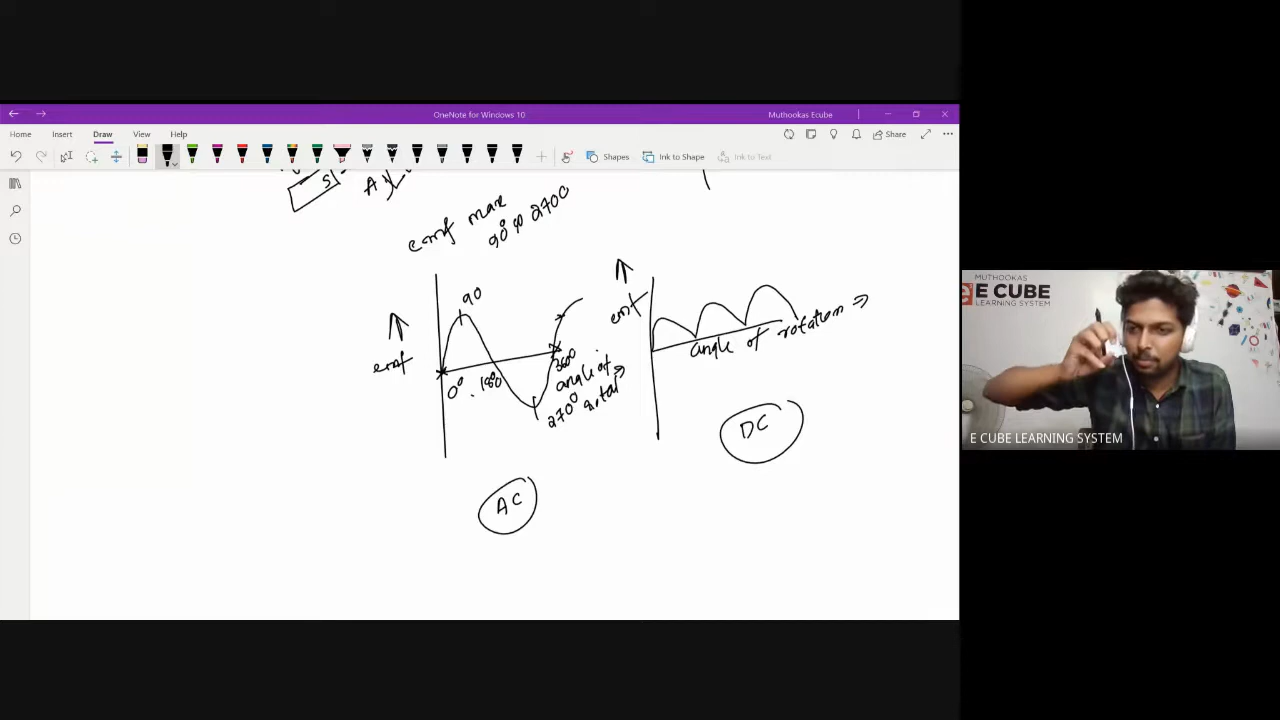 OneNote for Windows 10
Muthookas Ecube
Home Insert Draw View Help
Share
Shapes Ink to Shape Ink to Text
S
A
emf max
90° & 270°
emf
90
0° 180
360
angle of
270°
emf
angle of rotation ⇒
AC
DC
MUTHOOKAS
E CUBE
LEARNING SYSTEM
E CUBE LEARNING SYSTEM